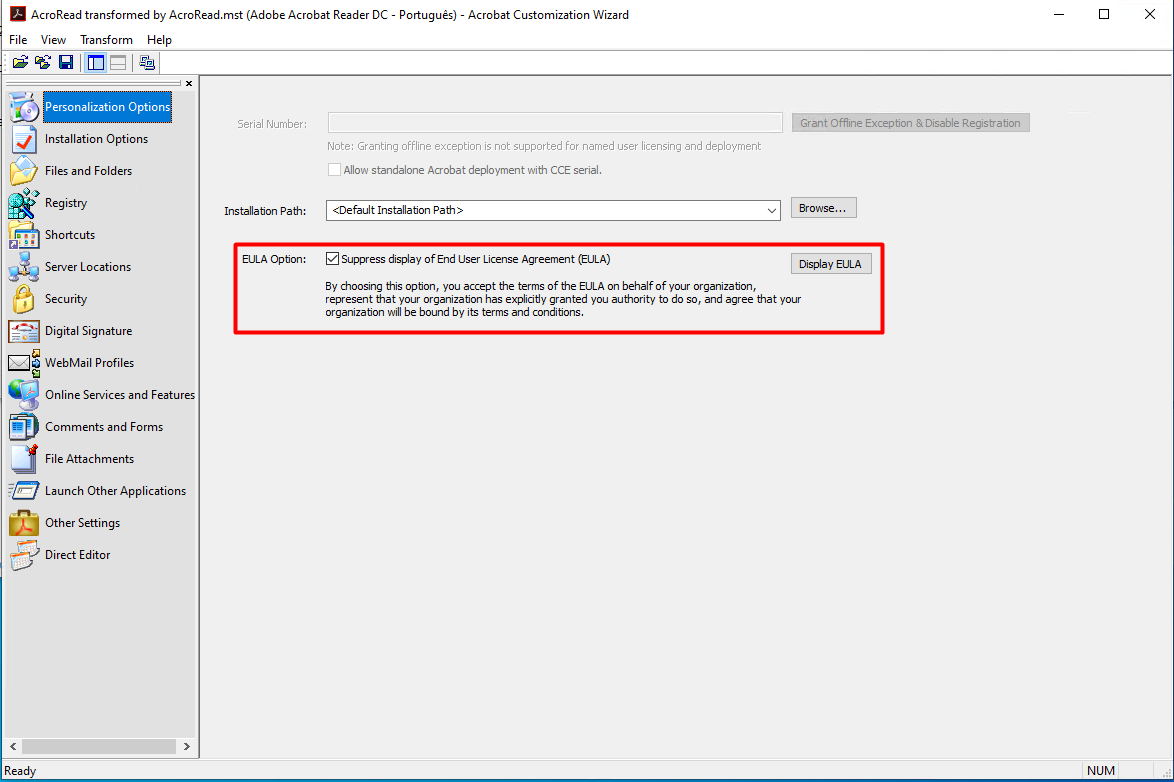 AcroRead transformed by AcroRead.mst (Adobe Acrobat Reader DC - Português) - Acrobat Customization Wizard
File View Transform Help
Personalization Options
Installation Options
Files and Folders
Registry
Shortcuts
Server Locations
Security
Digital Signature
WebMail Profiles
Online Services and Features
Comments and Forms
File Attachments
Launch Other Applications
Other Settings
Direct Editor
Serial Number: Grant Offline Exception & Disable Registration
Note: Granting offline exception is not supported for named user licensing and deployment
Allow standalone Acrobat deployment with CCE serial.
Installation Path: <Default Installation Path> Browse...
EULA Option: Suppress display of End User License Agreement (EULA) Display EULA
By choosing this option, you accept the terms of the EULA on behalf of your organization,
represent that your organization has explicitly granted you authority to do so, and agree that your
organization will be bound by its terms and conditions.
Ready NUM